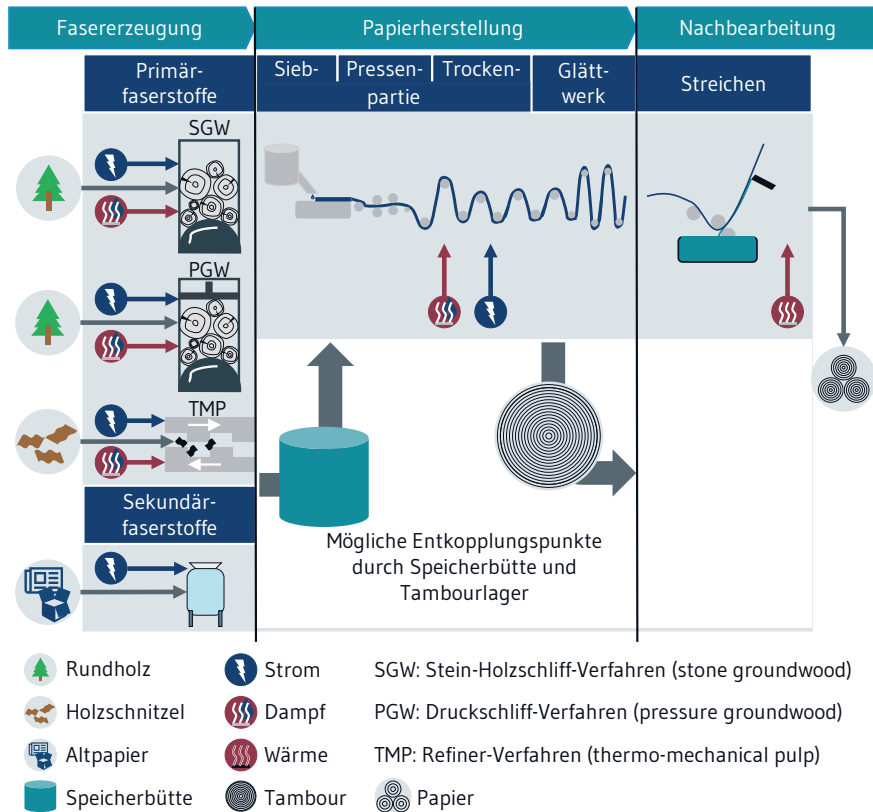 Fasererzeugung
Papierherstellung
Nachbearbeitung
Primär-
faserstoffe
Sieb-
Pressen-
Trocken-
partie
Glätt-
werk
Streichen
SGW
PGW
TMP
Sekundär-
faserstoffe
Mögliche Entkopplungspunkte
durch Speicherbütte und
Tambourlager
Rundholz
Strom
SGW: Stein-Holzschliff-Verfahren (stone groundwood)
Holzschnitzel
Dampf
PGW: Druckschliff-Verfahren (pressure groundwood)
Altpapier
Wärme
TMP: Refiner-Verfahren (thermo-mechanical pulp)
Speicherbütte
Tambour
Papier